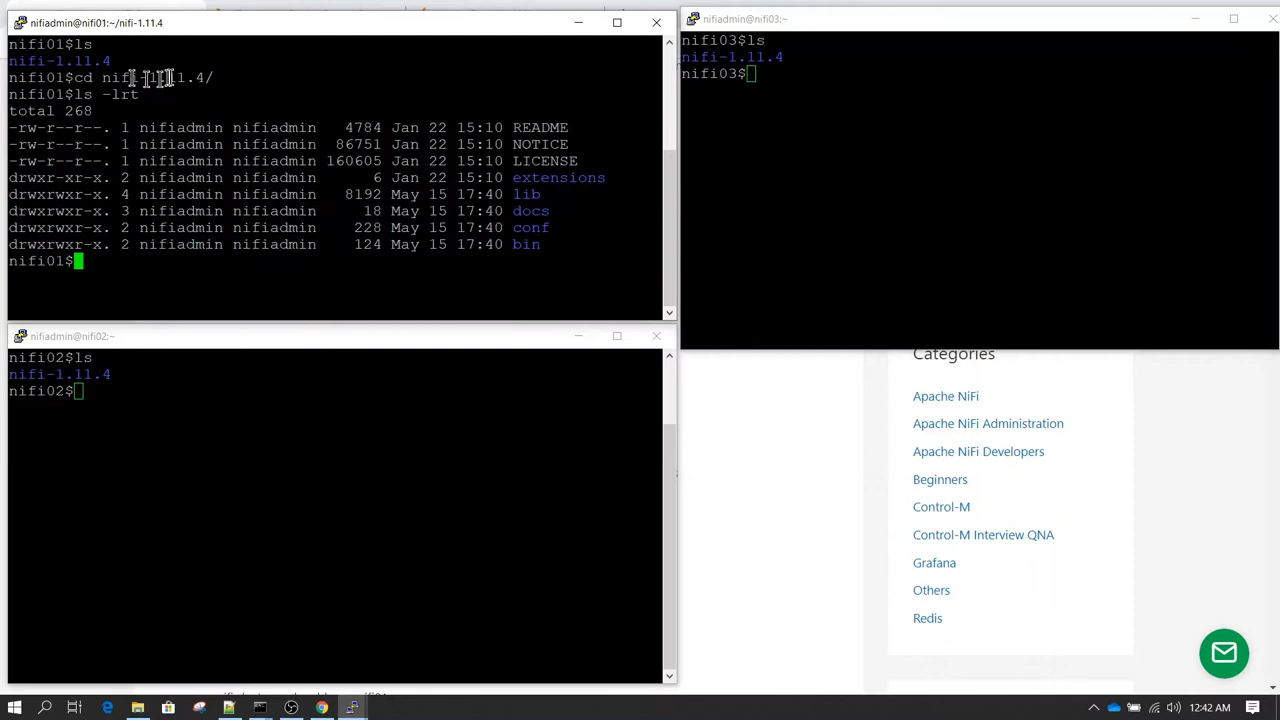 nifiadmin@nifi01:~/nifi-1.11.4
nifi01$ls
nifi-1.11.4
nifi01$cd nifi-1.11.4/
nifi01$ls -lrt
total 268
-rw-r--r--. 1 nifiadmin nifiadmin 4784 Jan 22 15:10 README
-rw-r--r--. 1 nifiadmin nifiadmin 86751 Jan 22 15:10 NOTICE
-rw-r--r--. 1 nifiadmin nifiadmin 160605 Jan 22 15:10 LICENSE
drwxr-xr-x. 2 nifiadmin nifiadmin 6 Jan 22 15:10 extensions
drwxrwxr-x. 4 nifiadmin nifiadmin 8192 May 15 17:40 lib
drwxrwxr-x. 3 nifiadmin nifiadmin 18 May 15 17:40 docs
drwxrwxr-x. 2 nifiadmin nifiadmin 228 May 15 17:40 conf
drwxrwxr-x. 2 nifiadmin nifiadmin 124 May 15 17:40 bin
nifi01$
nifiadmin@nifi03:~
nifi03$ls
nifi-1.11.4
nifi03$
nifiadmin@nifi02:~
nifi02$ls
nifi-1.11.4
nifi02$
Categories
Apache NiFi
Apache NiFi Administration
Apache NiFi Developers
Beginners
Control-M
Control-M Interview QNA
Grafana
Others
Redis
12:42 AM